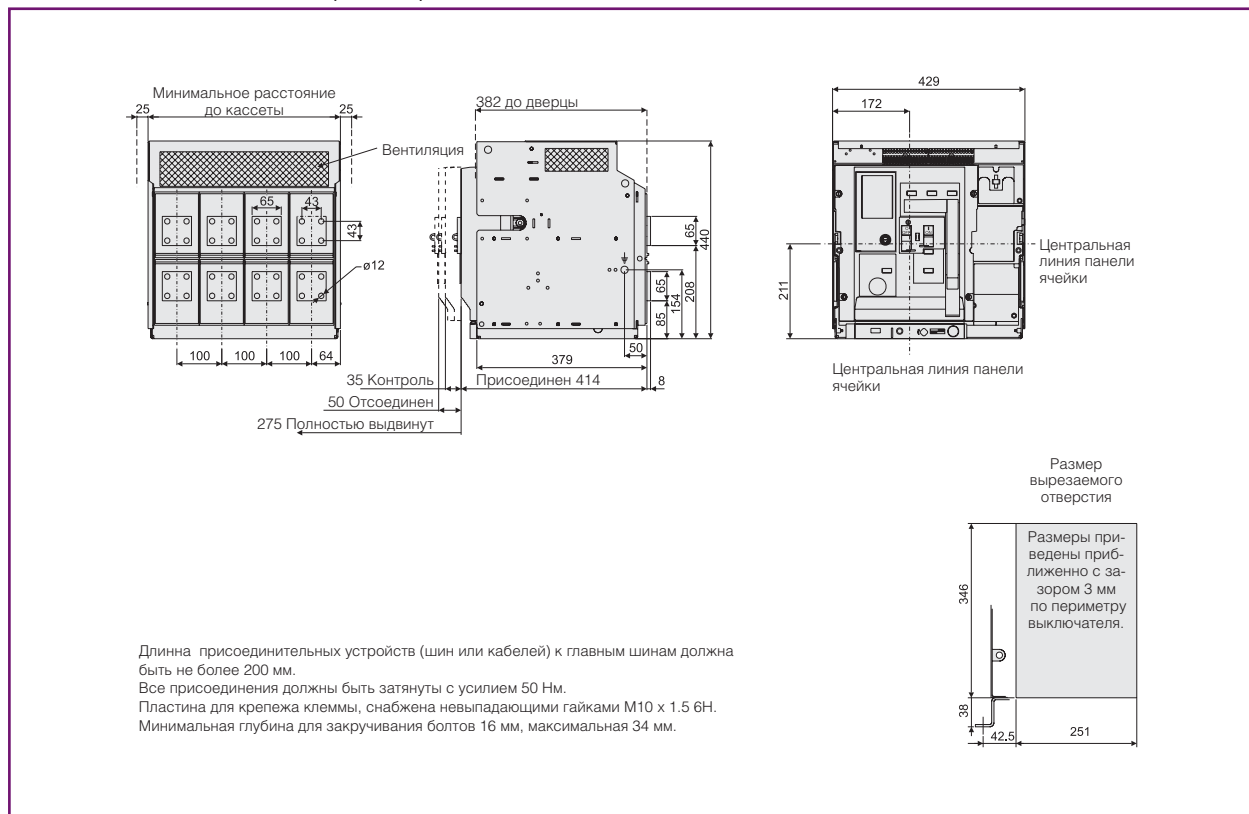 Минимальное расстояние
до кассеты
25
25
Вентиляция
65
43
43
ø12
100
100
100
64
382 до дверцы
440
65
208
154
65
85
50
379
35 Контроль
Присоединен 414
8
50 Отсоединен
275 Полностью выдвинут
429
172
211
Центральная
линия панели
ячейки
Центральная линия панели
ячейки
Размер
вырезаемого
отверстия
Размеры при-
ведены приб-
лиженно с за-
зором 3 мм
по периметру
выключателя.
346
38
42.5
251
Длинна присоединительных устройств (шин или кабелей) к главным шинам должна
быть не более 200 мм.
Все присоединения должны быть затянуты с усилием 50 Нм.
Пластина для крепежа клеммы, снабжена невыпадающими гайками М10 х 1.5 6Н.
Минимальная глубина для закручивания болтов 16 мм, максимальная 34 мм.